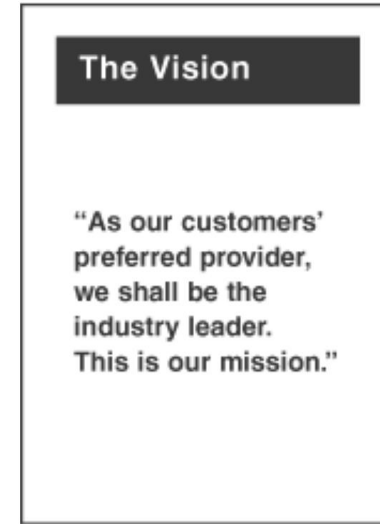 The Vision
“As our customers’
preferred provider,
we shall be the
industry leader.
This is our mission.”